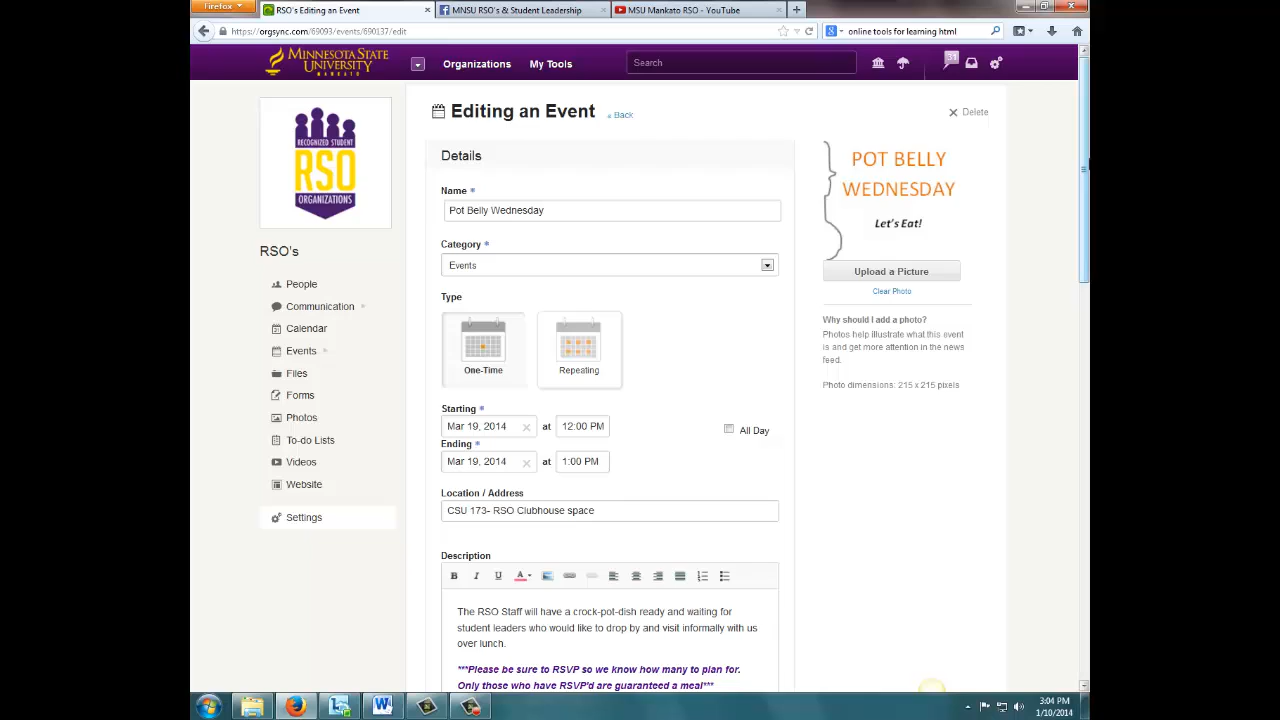 Firefox
RSO's Editing an Event
MNSU RSO's & Student Leadership
MSU Mankato RSO - YouTube
https://orgsync.com/69093/events/690137/edit
online tools for learning html
MINNESOTA STATE
UNIVERSITY
MANKATO
Organizations
My Tools
Search
31
RECOGNIZED STUDENT
RSO
ORGANIZATIONS
Editing an Event
Back
Delete
Details
Name *
Pot Belly Wednesday
Category *
Events
Type
One-Time
Repeating
Starting *
Mar 19, 2014 at 12:00 PM
All Day
Ending *
Mar 19, 2014 at 1:00 PM
Location / Address
CSU 173- RSO Clubhouse space
Description
B I U A
The RSO Staff will have a crock-pot-dish ready and waiting for
student leaders who would like to drop by and visit informally with us
over lunch.
***Please be sure to RSVP so we know how many to plan for.
Only those who have RSVP'd are guaranteed a meal***
RSO's
People
Communication
Calendar
Events
Files
Forms
Photos
To-do Lists
Videos
Website
Settings
POT BELLY
WEDNESDAY
Let's Eat!
Upload a Picture
Clear Photo
Why should I add a photo?
Photos help illustrate what this event
is and get more attention in the news
feed.
Photo dimensions: 215 x 215 pixels
3:04 PM
1/10/2014